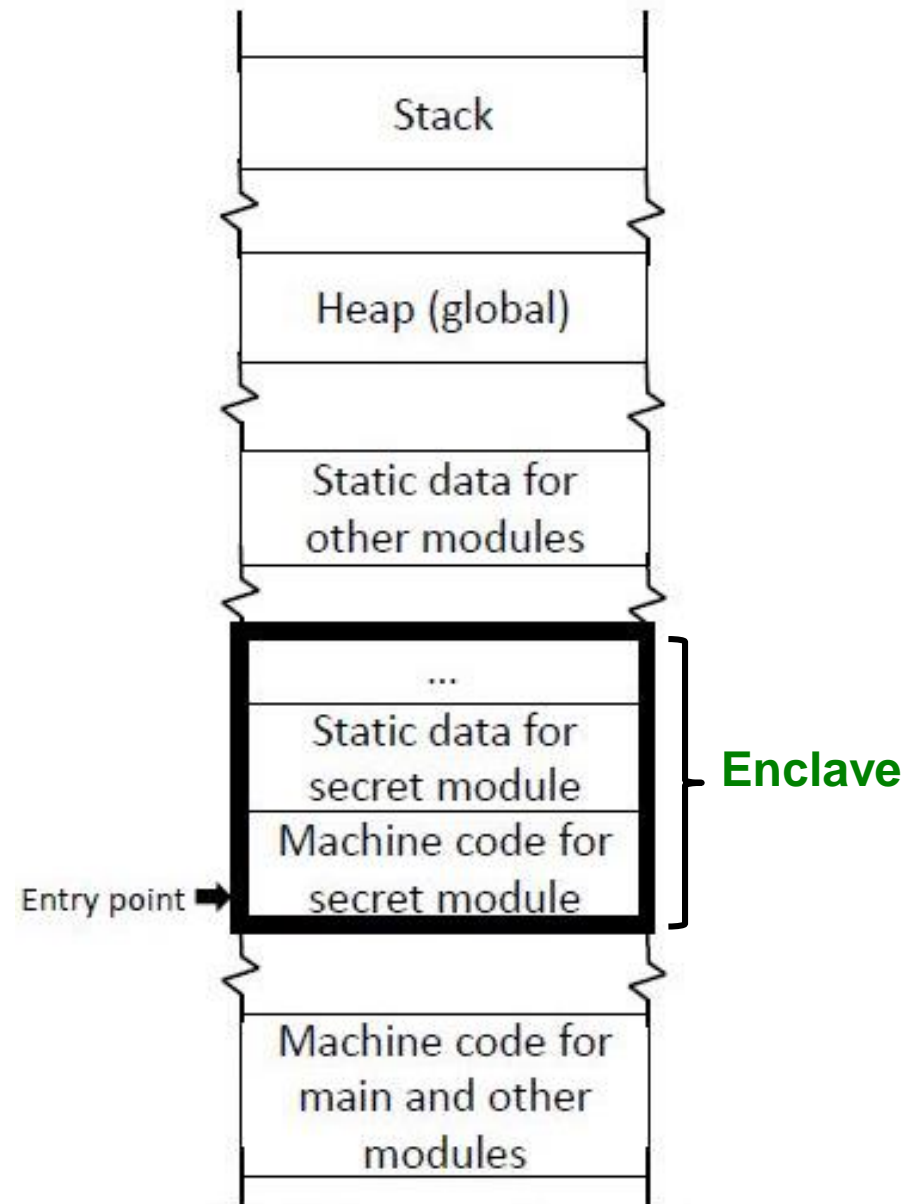 Stack
Heap (global)
Static data for
other modules
...
Static data for
secret module
Enclave
Machine code for
Entry point
secret module
Machine code for
main and other
modules